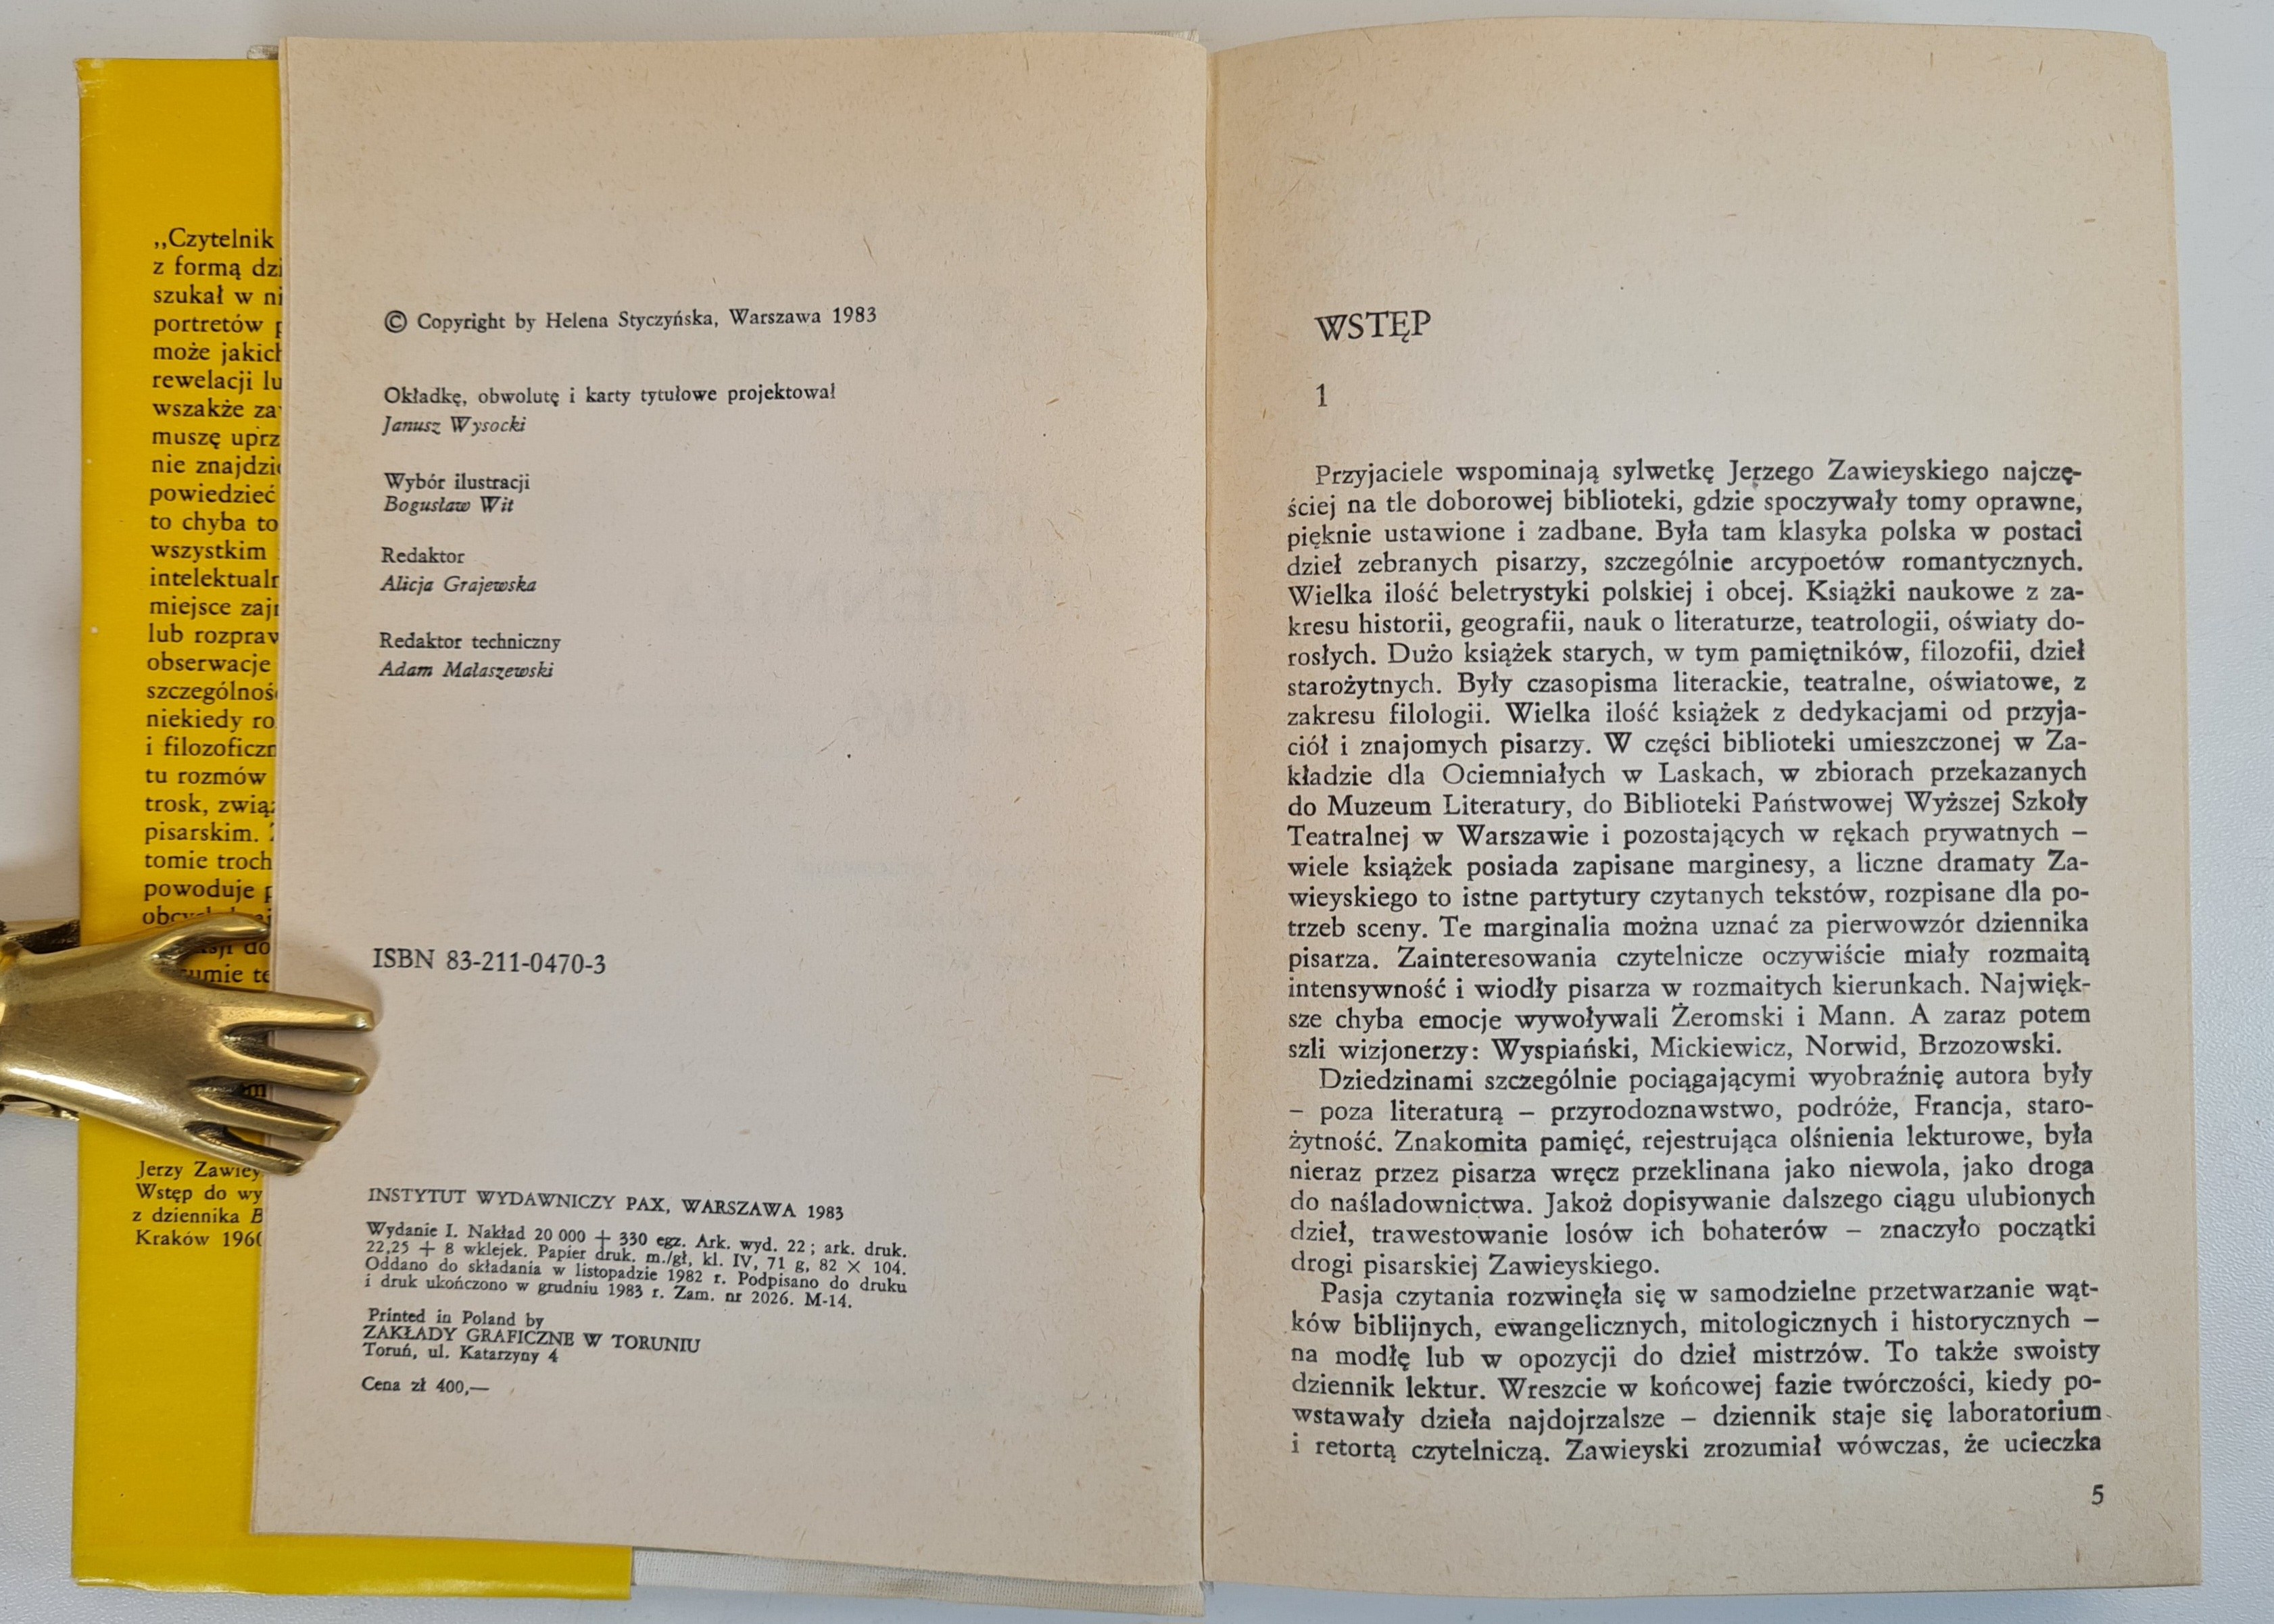 „Czytelnik
z formą
szukał w
portretów
może
rewelacji
wszakże
muszę
nie
powiedzieć
to chyba to
wszystkim
miejsce
lub
obserwacje
niekiedy
i
tu rozmów
trosk,
pisarskim.
tomie
powoduje
Jerzy
Wstęp do
z dziennika
Kraków
© Copyright by Helena Styczyńska, Warszawa 1983
Okładkę, obwolutę i karty tytułowe projektował
Janusz Wysocki
Wybór ilustracji
Bogusław Wit
Redaktor
Alicja Grajewska
Redaktor techniczny
Adam Małaszewski
ISBN 83-211-0470-3
INSTYTUT WYDAWNICZY PAX, WARSZAWA 1983
Wydanie I. Nakład 20 000 + 330 egz. Ark. wyd. 22; ark. druk.
22,25 + 8 wklejek. Papier druk. m./gł, kl. IV, 71 g, 82 × 104.
Oddano do składania w listopadzie 1982 r. Podpisano do druku
i druk ukończono w grudniu 1983 r. Zam. nr 2026. M-14.
Printed in Poland by
ZAKŁADY GRAFICZNE W TORUNIU
Toruń, ul. Katarzyny 4
Cena zł 400,—
WSTĘP
1
Przyjaciele wspominają sylwetkę Jerzego Zawieyskiego najczę-
ściej na tle doborowej biblioteki, gdzie spoczywały tomy oprawne,
pięknie ustawione i zadbane. Była tam klasyka polska w postaci
dzieł zebranych pisarzy, szczególnie arcypoetów romantycznych.
Wielka ilość beletrystyki polskiej i obcej. Książki naukowe z za-
kresu historii, geografii, nauk o literaturze, teatrologii, oświaty do-
rosłych. Dużo książek starych, w tym pamiętników, filozofii, dzieł
starożytnych. Były czasopisma literackie, teatralne, oświatowe, z
zakresu filologii. Wielka ilość książek z dedykacjami od przyja-
ciół i znajomych pisarzy. W części biblioteki umieszczonej w Za-
kładzie dla Ociemniałych w Laskach, w zbiorach przekazanych
do Muzeum Literatury, do Biblioteki Państwowej Wyższej Szkoły
Teatralnej w Warszawie i pozostających w rękach prywatnych –
wiele książek posiada zapisane marginesy, a liczne dramaty Za-
wieyskiego to istne partytury czytanych tekstów, rozpisane dla po-
trzeb sceny. Te marginalia można uznać za pierwowzór dziennika
pisarza. Zainteresowania czytelnicze oczywiście miały rozmaitą
intensywność i wiodły pisarza w rozmaitych kierunkach. Najwięk-
sze chyba emocje wywoływali Żeromski i Mann. A zaraz potem
szli wizjonerzy: Wyspiański, Mickiewicz, Norwid, Brzozowski.
Dziedzinami szczególnie pociągającymi wyobraźnię autora były
– poza literaturą – przyrodoznawstwo, podróże, Francja, staro-
żytność. Znakomita pamięć, rejestrująca olśnienia lekturowe, była
nieraz przez pisarza wręcz przeklinana jako niewola, jako droga
do naśladownictwa. Jakoż dopisywanie dalszego ciągu ulubionych
dzieł, trawestowanie losów ich bohaterów – znaczyło początki
drogi pisarskiej Zawieyskiego.
Pasja czytania rozwinęła się w samodzielne przetwarzanie wąt-
ków biblijnych, ewangelicznych, mitologicznych i historycznych –
na modłę lub w opozycji do dzieł mistrzów. To także swoisty
dziennik lektur. Wreszcie w końcowej fazie twórczości, kiedy po-
wstawały dzieła najdojrzalsze – dziennik staje się laboratorium
i retortą czytelniczą. Zawieyski zrozumiał wówczas, że ucieczka
5